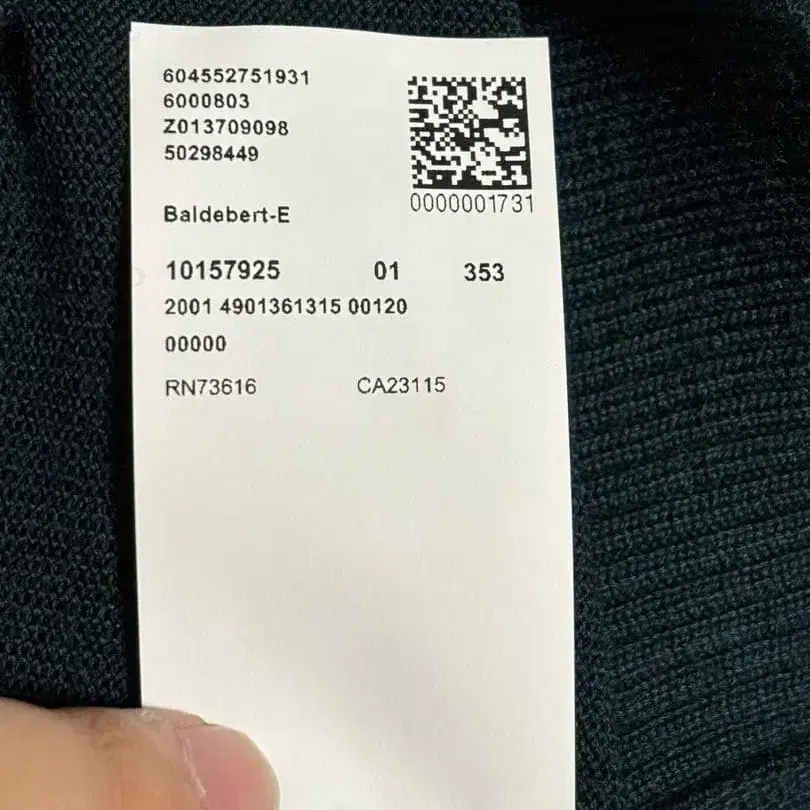 604552751931
6000803
Z013709098
50298449
0000001731
Baldebert-E
10157925 01 353
2001 4901361315 00120
00000
RN73616 CA23115